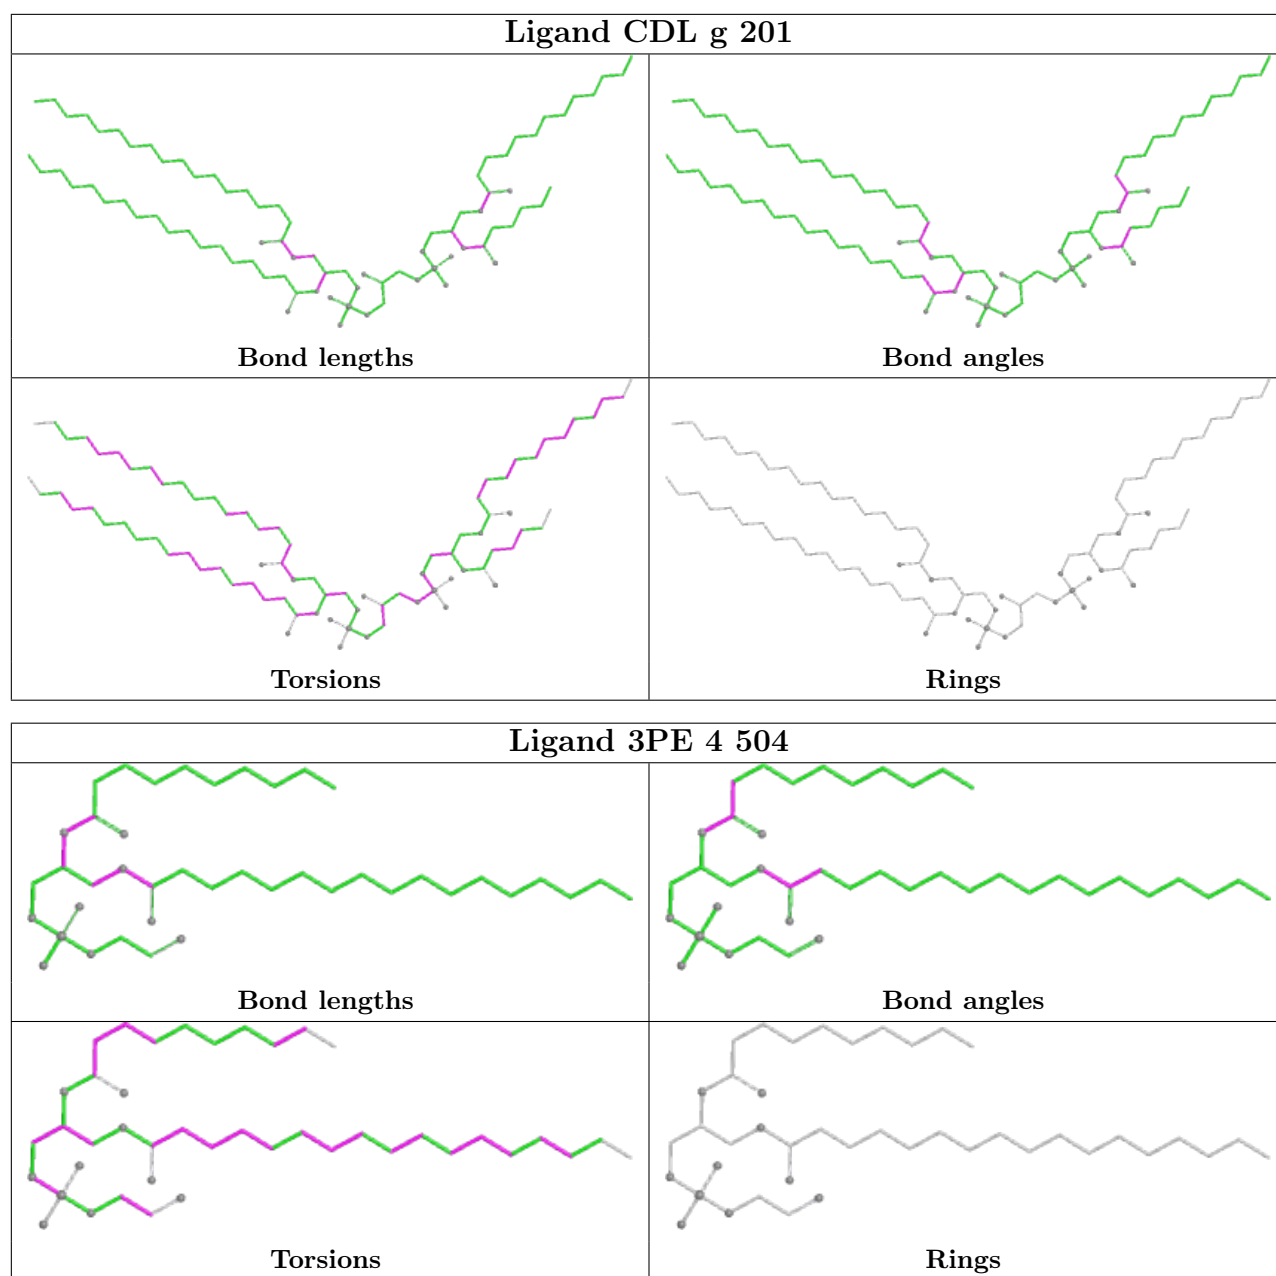 Ligand CDL g 201
Bond lengths
Bond angles
Torsions
Rings
Ligand 3PE 4 504
Bond lengths
Bond angles
Torsions
Rings